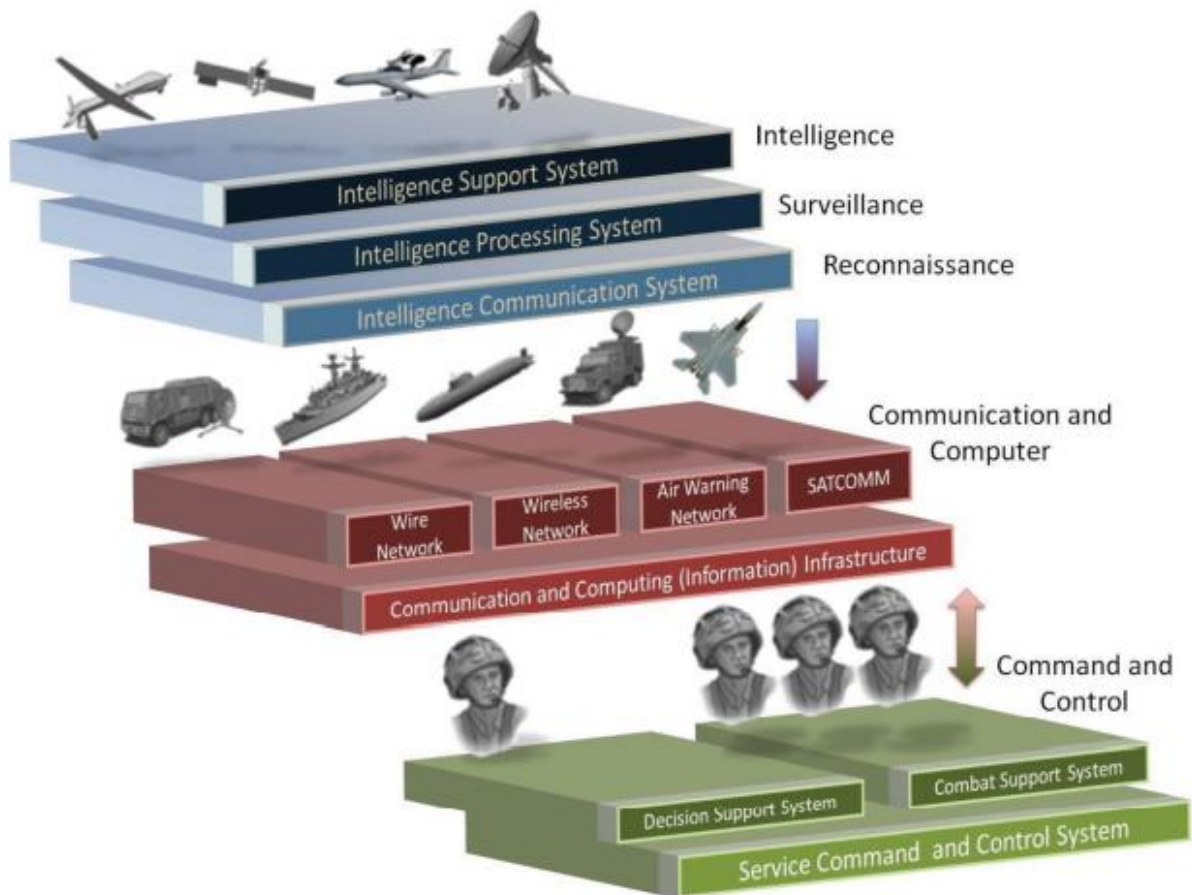 Intelligence
Intelligence Support System
Surveillance
Intelligence Processing System
Reconnaissance
Intelligence Communication System
Communication and
Computer
SATCOMM
Air Warning
Network
Wireless
Network
Wire
Network
Communication and Computing (Information) Infrastructure
Command and
Control
Combat Support System
Decision Support System
Service Command and Control System